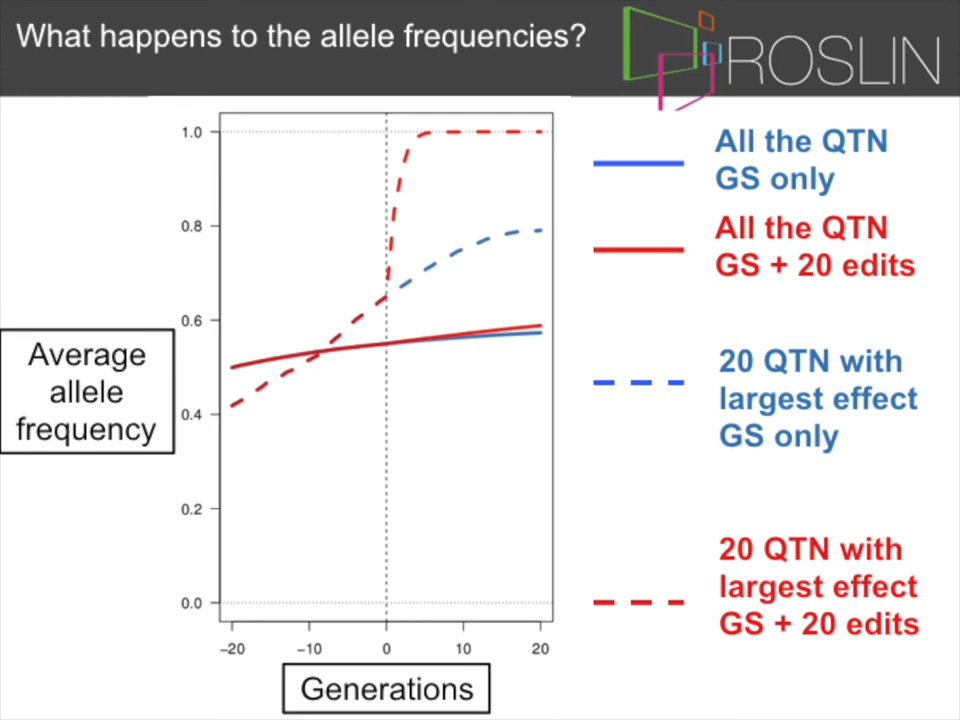 What happens to the allele frequencies?
ROSLIN
1.0
0.8
0.6
0.4
0.2
0.0
−20
−10
0
10
20
Average
allele
frequency
Generations
All the QTN
GS only
All the QTN
GS + 20 edits
20 QTN with
largest effect
GS only
20 QTN with
largest effect
GS + 20 edits